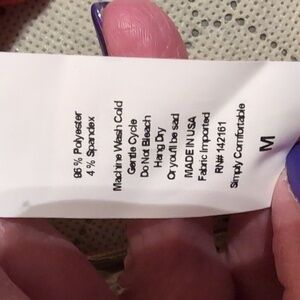 96 % Polyester
4 % Spandex
Machine Wash Cold
Gentle Cycle
Do Not Bleach
Hang Dry
Or you'll be sad
MADE IN USA
Fabric Imported
RN# 142161
Simply Comfortable
M